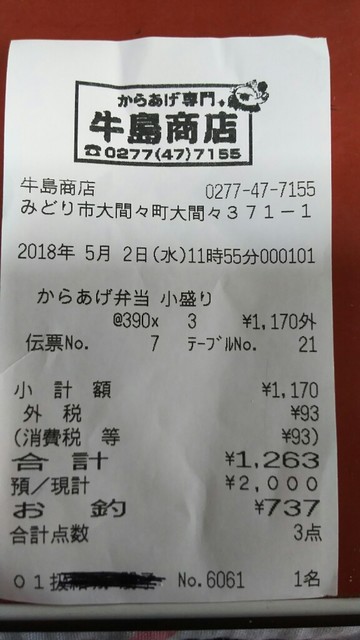 からあげ専門
牛島商店
☎0277(47)7155
牛島商店 0277-47-7155
みどり市大間々町大間々371-1
2018年 5月 2日(水)11時55分000101
からあげ弁当 小盛り
@390x 3 ¥1,170外
伝票No. 7 テーブルNo. 21
小計額 ¥1,170
外税 ¥93
(消費税 等 ¥93)
合計 ¥1,263
預/現計 ¥2,000
お釣 ¥737
合計点数 3点
01 No.6061 1名